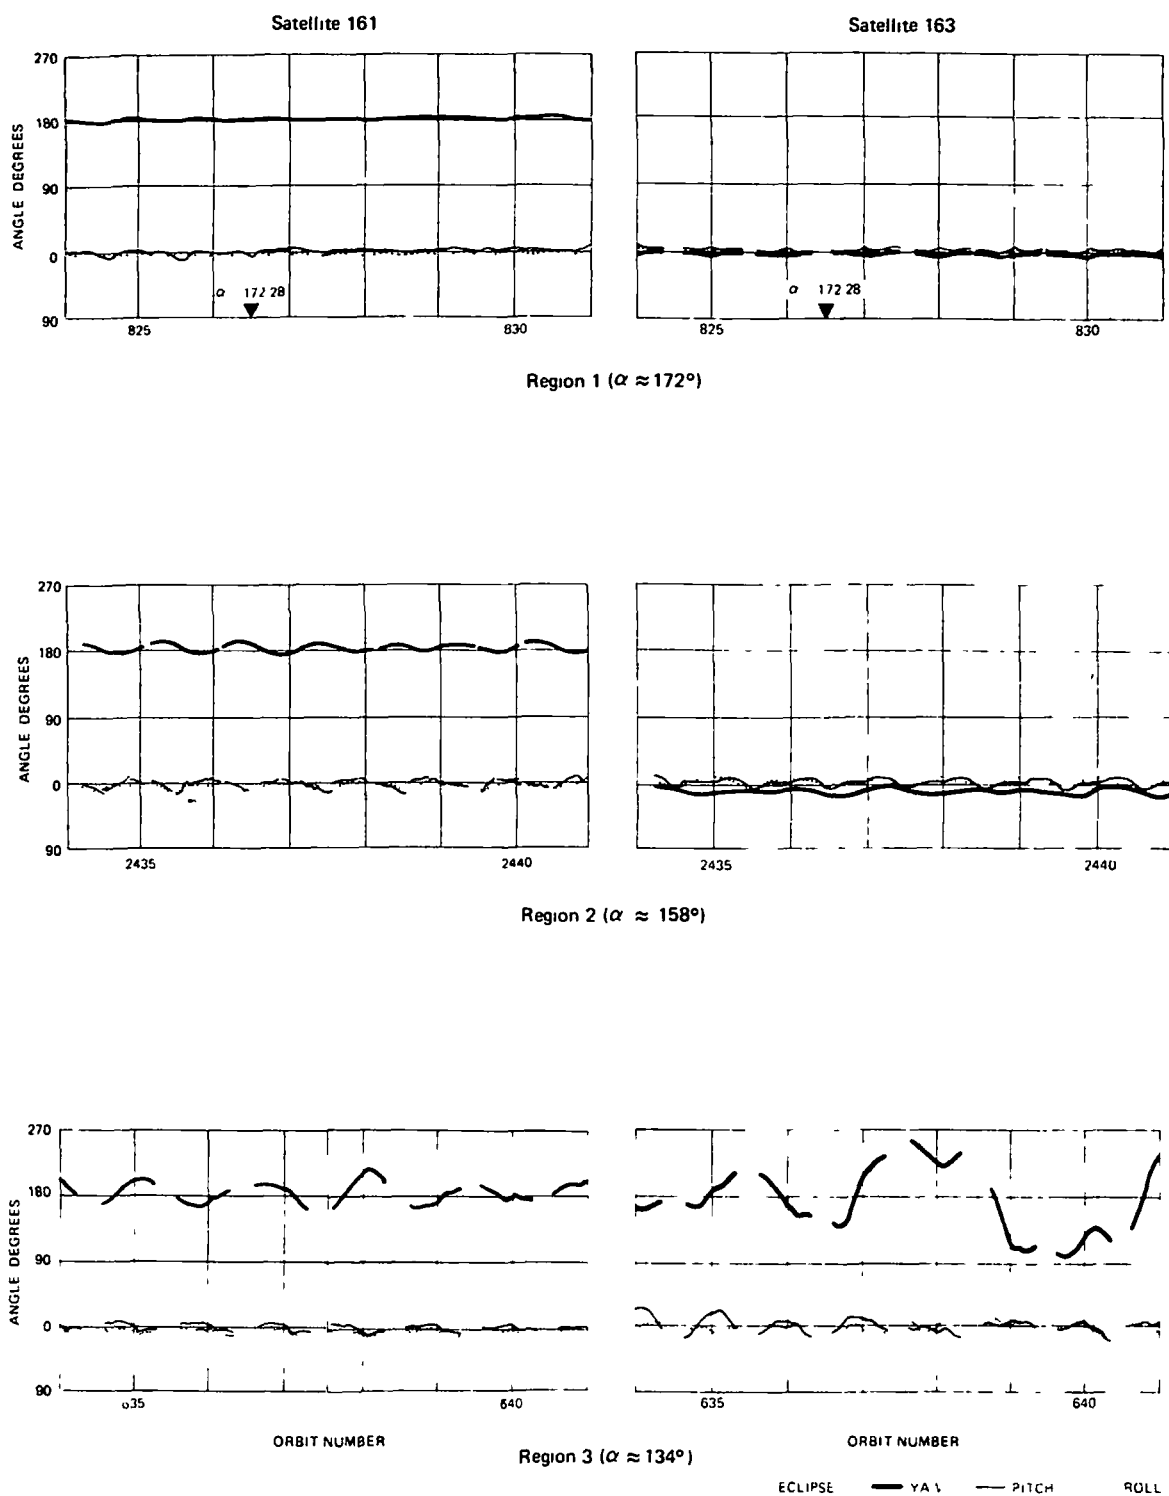 Satellite 161
Satellite 163
ANGLE DEGREES
270
180
90
0
90
α 172 28
825
830
α 172 28
825
830
Region 1 (α ≈ 172°)
ANGLE DEGREES
270
180
90
0
90
2435
2440
2435
2440
Region 2 (α ≈ 158°)
ANGLE DEGREES
270
180
90
0
90
635
640
635
640
ORBIT NUMBER
ORBIT NUMBER
Region 3 (α ≈ 134°)
ECLIPSE
PITCH
ROLL